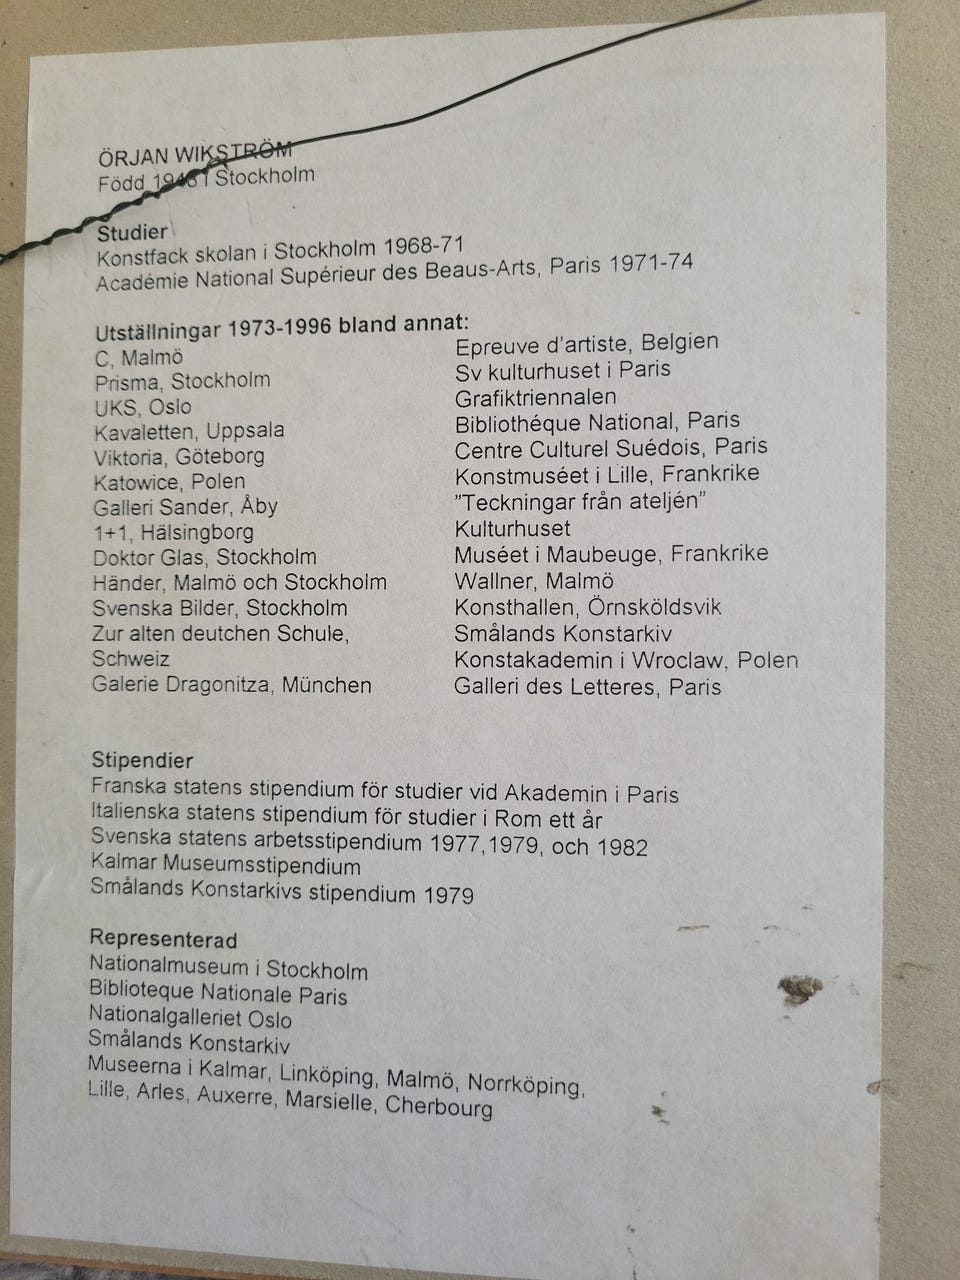 ÖRJAN WIKSTRÖM
Född i Stockholm
Studier
Konstfack skolan i Stockholm 1968-71
Académie National Supérieur des Beaus-Arts, Paris 1971-74
Utställningar 1973-1996 bland annat:
C, Malmö
Prisma, Stockholm
UKS, Oslo
Kavaletten, Uppsala
Viktoria, Göteborg
Katowice, Polen
Galleri Sander, Åby
1+1, Hälsingborg
Doktor Glas, Stockholm
Händer, Malmö och Stockholm
Svenska Bilder, Stockholm
Zur alten deutchen Schule,
Schweiz
Galerie Dragonitza, München
Epreuve d'artiste, Belgien
Sv kulturhuset i Paris
Grafiktriennalen
Bibliothéque National, Paris
Centre Culturel Suédois, Paris
Konstmuséet i Lille, Frankrike
"Teckningar från ateljén"
Kulturhuset
Muséet i Maubeuge, Frankrike
Wallner, Malmö
Konsthallen, Örnsköldsvik
Smålands Konstarkiv
Konstakademin i Wroclaw, Polen
Galleri des Letteres, Paris
Stipendier
Franska statens stipendium för studier vid Akademin i Paris
Italienska statens stipendium för studier i Rom ett år
Svenska statens arbetsstipendium 1977,1979, och 1982
Kalmar Museumsstipendium
Smålands Konstarkivs stipendium 1979
Representerad
Nationalmuseum i Stockholm
Biblioteque Nationale Paris
Nationalgalleriet Oslo
Smålands Konstarkiv
Museerna i Kalmar, Linköping, Malmö, Norrköping,
Lille, Arles, Auxerre, Marsielle, Cherbourg